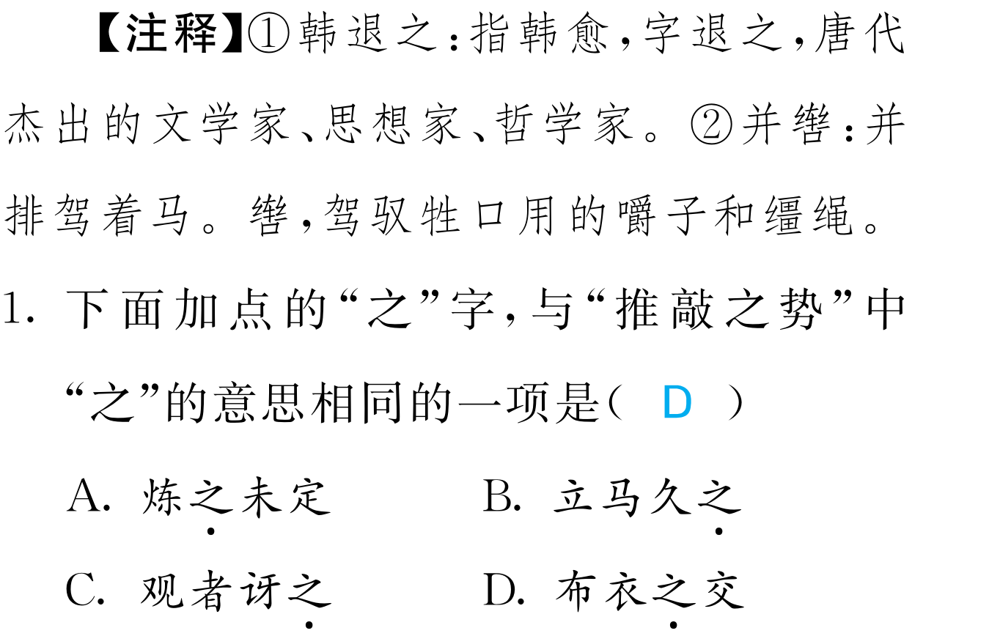 【注释】①韩退之:指韩愈,字退之,唐代
杰出的文学家、思想家、哲学家。②并辔:并
排驾着马。辔,驾驭牲口用的嚼子和缰绳。
1. 下面加点的“之”字,与“推敲之势”中
“之”的意思相同的一项是( D )
A. 炼之未定 B. 立马久之
C. 观者讶之 D. 布衣之交